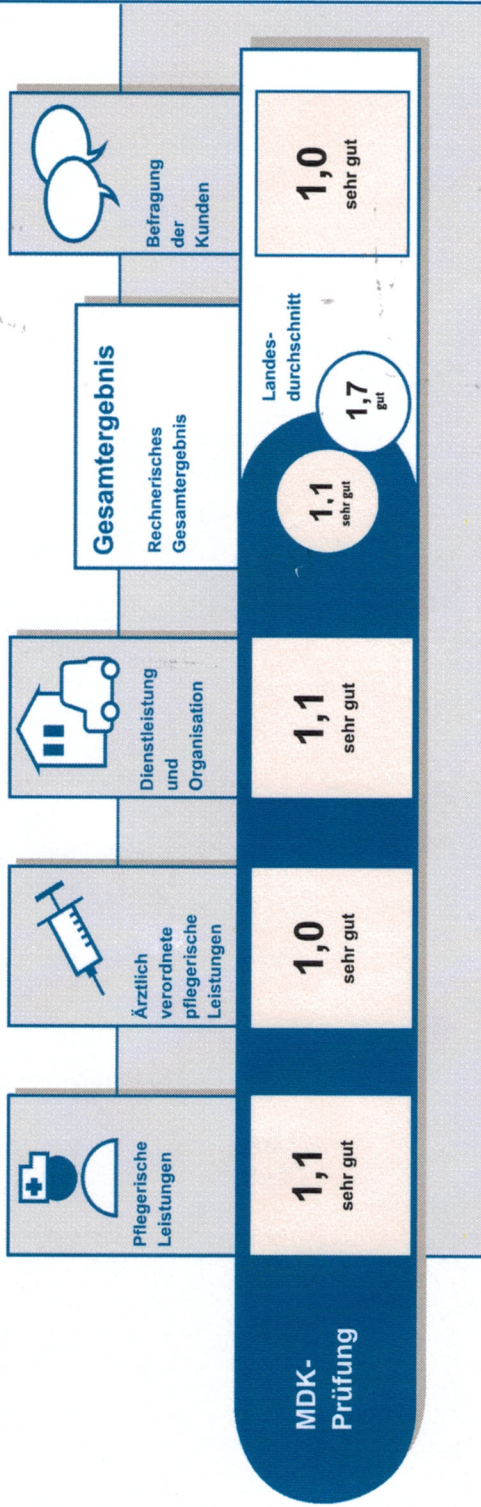 Pflegerische
Leistungen
Ärztlich
verordnete
pflegerische
Leistungen
Dienstleistung
und
Organisation
Gesamtergebnis
Rechnerisches
Gesamtergebnis
Befragung
der
Kunden
MDK-
Prüfung
1,1
sehr gut
1,0
sehr gut
1,1
sehr gut
1,1
sehr gut
Landes-
durchschnitt
1,7
gut
1,0
sehr gut